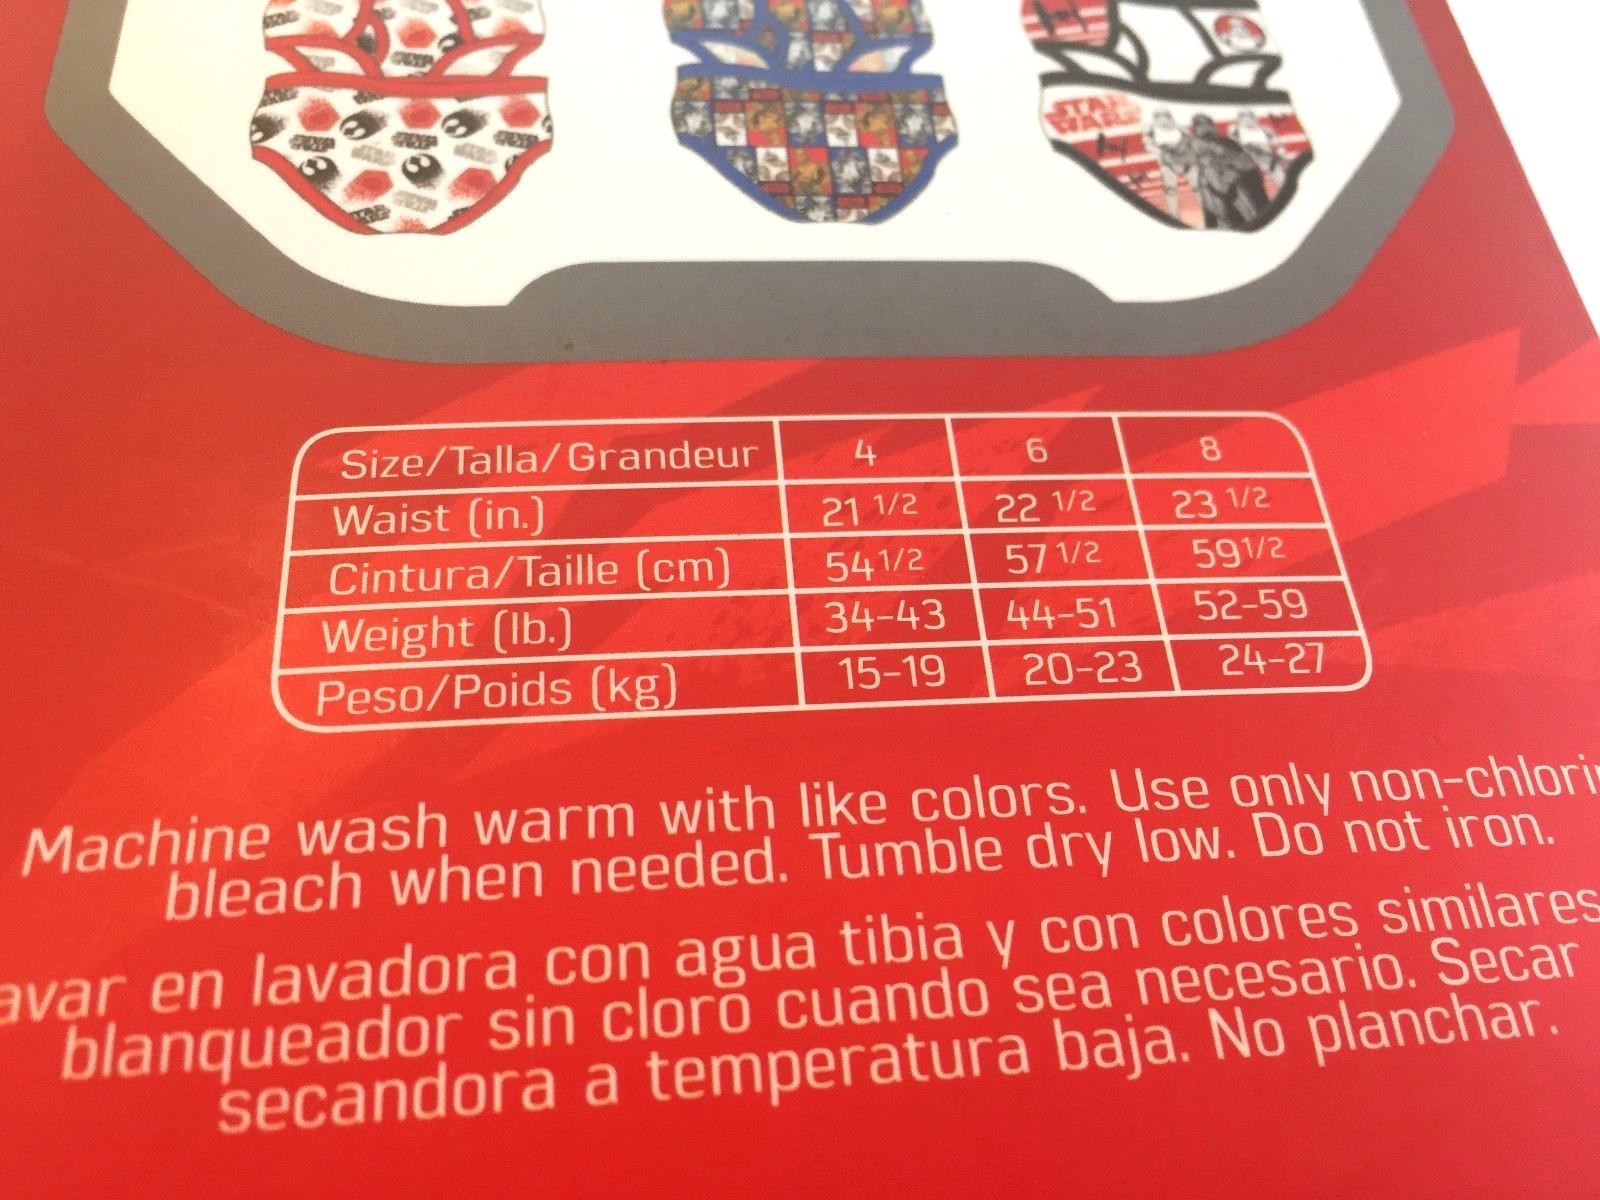 STAR WARS
Size/Talla/Grandeur 4 6 8
Waist (in.) 21 1/2 22 1/2 23 1/2
Cintura/Taille (cm) 54 1/2 57 1/2 59 1/2
Weight (lb.) 34-43 44-51 52-59
Peso/Poids (kg) 15-19 20-23 24-27
Machine wash warm with like colors. Use only non-chlorin
bleach when needed. Tumble dry low. Do not iron.
avar en lavadora con agua tibia y con colores similares
blanqueador sin cloro cuando sea necesario. Secar
secandora a temperatura baja. No planchar.